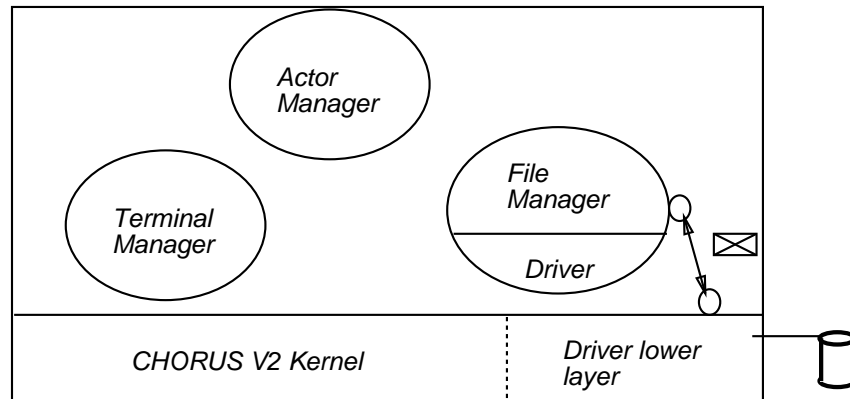 Actor
Manager
File
Manager
Terminal
Manager
Driver
CHORUS V2 Kernel
Driver lower
layer